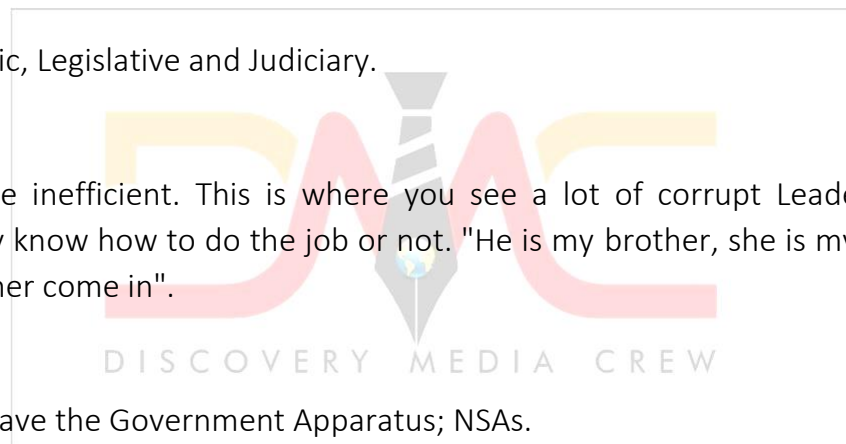 ic, Legislative and Judiciary.
e inefficient. This is where you see a lot of corrupt Leade
y know how to do the job or not. "He is my brother, she is my
her come in".
DISCOVERY MEDIA CREW
ave the Government Apparatus; NSAs.